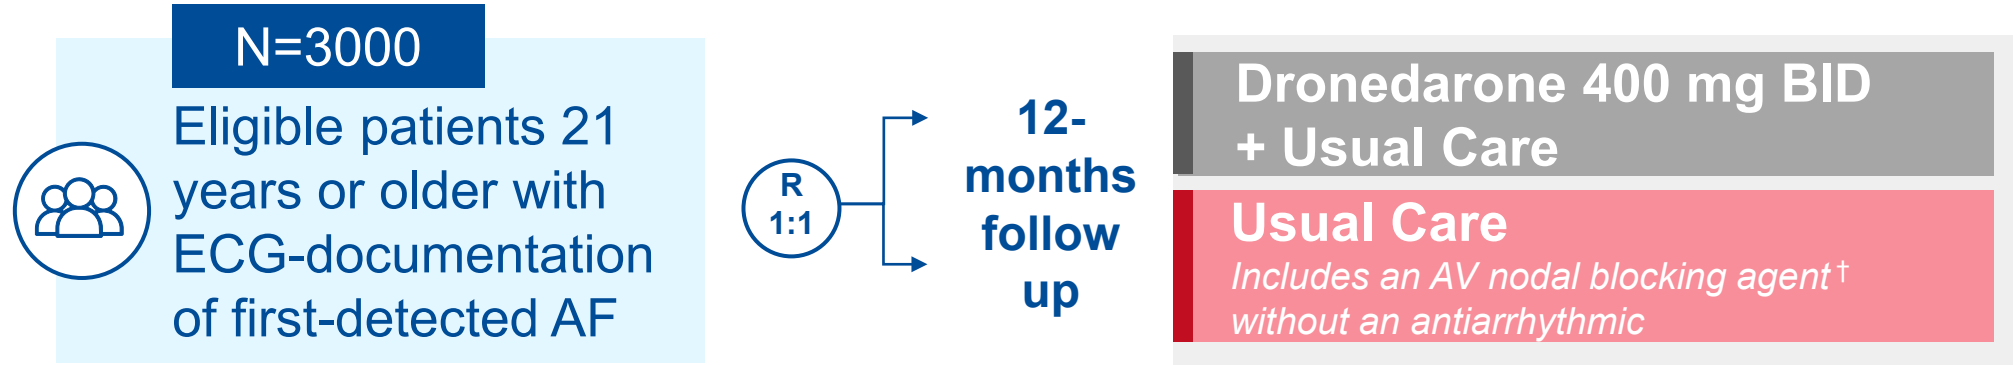 N=3000
Eligible patients 21
years or older with
ECG-documentation
of first-detected AF
R
1:1
12-
months
follow
up
Dronedarone 400 mg BID
+ Usual Care
Usual Care
Includes an AV nodal blocking agent†
without an antiarrhythmic